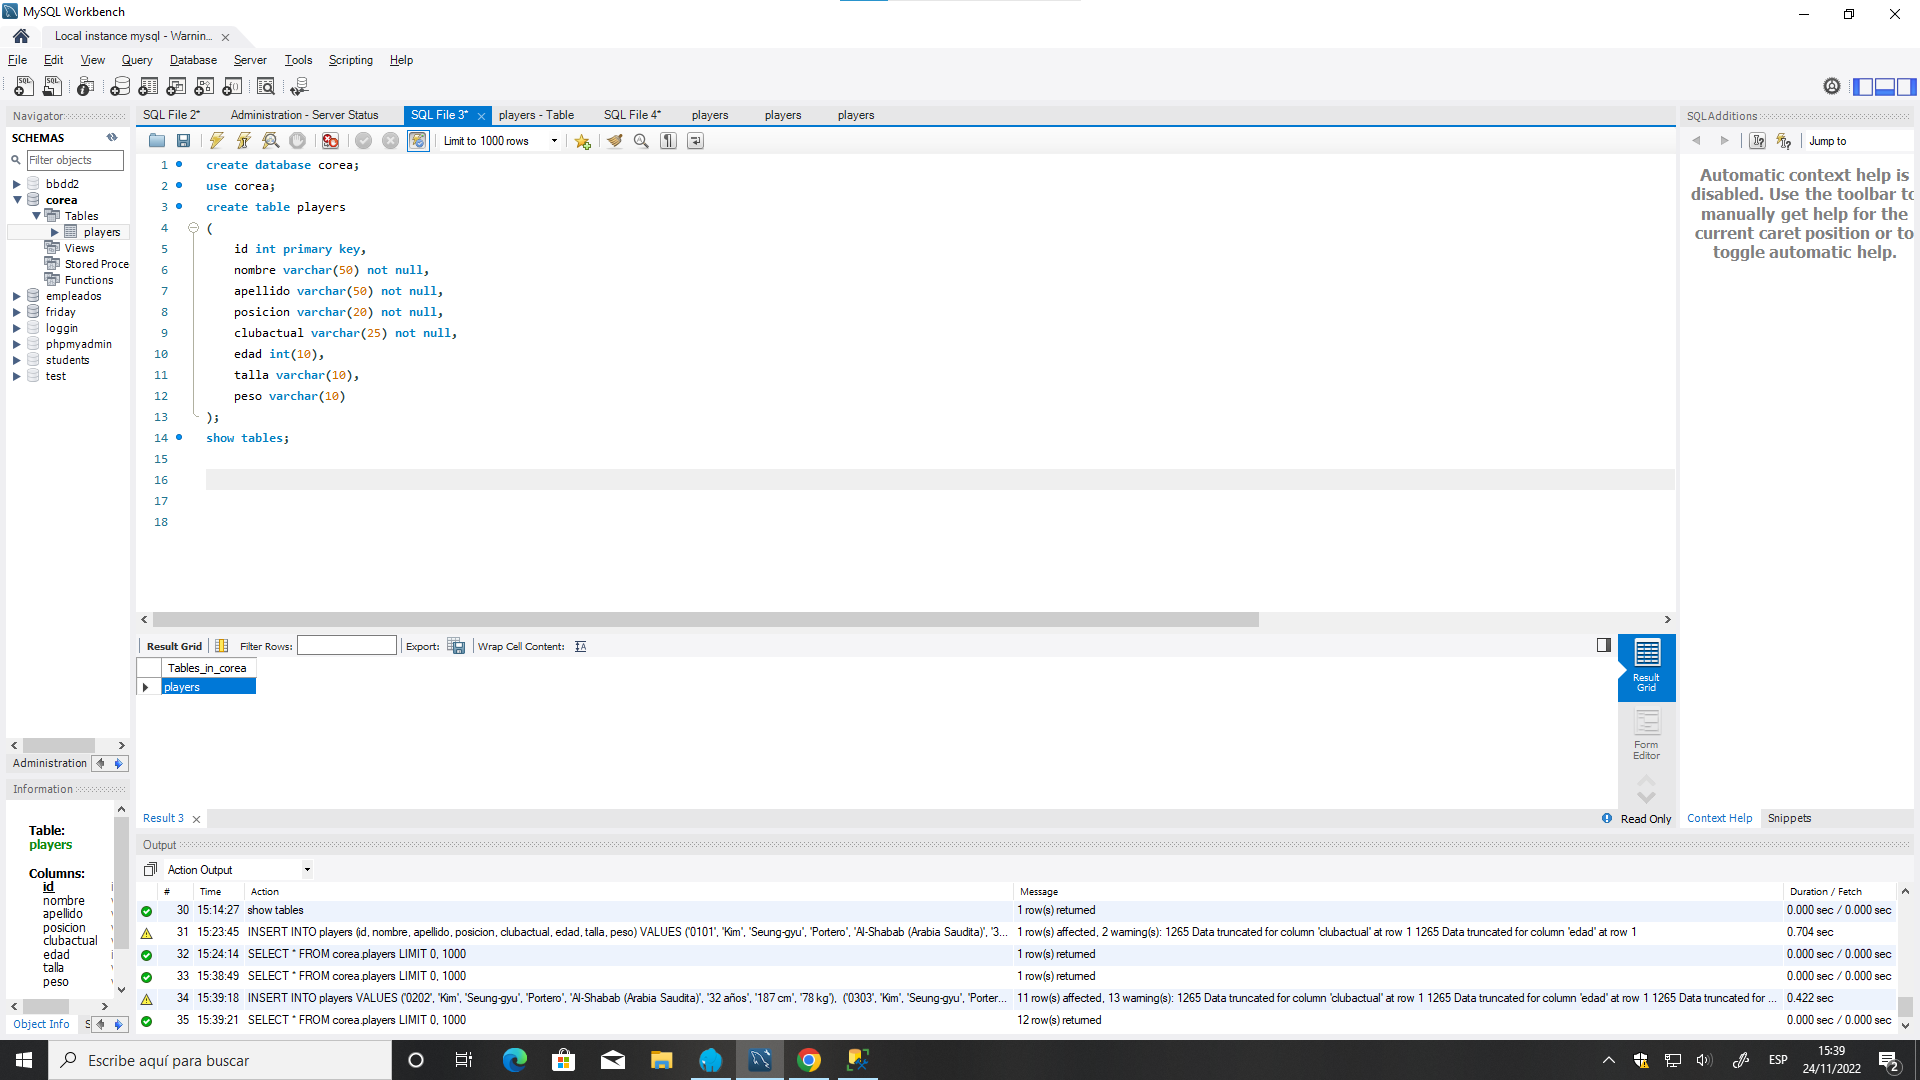 MySQL Workbench
Local instance mysql - Warnin...
File Edit View Query Database Server Tools Scripting Help
Navigator
SCHEMAS
Filter objects
bbdd2
corea
Tables
players
Views
Stored Proce
Functions
empleados
friday
loggin
phpmyadmin
students
test
Administration
Information
Table:
players
Columns:
id
nombre
apellido
posicion
clubactual
edad
talla
peso
Object Info S
SQL File 2* Administration - Server Status SQL File 3* players - Table SQL File 4* players players players
Limit to 1000 rows
1 create database corea;
2 use corea;
3 create table players
4 (
5 id int primary key,
6 nombre varchar(50) not null,
7 apellido varchar(50) not null,
8 posicion varchar(20) not null,
9 clubactual varchar(25) not null,
10 edad int(10),
11 talla varchar(10),
12 peso varchar(10)
13 );
14 show tables;
15
16
17
18
Result Grid Filter Rows: Export: Wrap Cell Content:
Tables_in_corea
players
Result
Grid
Form
Editor
Result 3
Read Only
SQLAdditions
Jump to
Automatic context help is
disabled. Use the toolbar to
manually get help for the
current caret position or to
toggle automatic help.
Context Help Snippets
Output
Action Output
# Time Action Message Duration / Fetch
30 15:14:27 show tables 1 row(s) returned 0.000 sec / 0.000 sec
31 15:23:45 INSERT INTO players (id, nombre, apellido, posicion, clubactual, edad, talla, peso) VALUES ('0101', 'Kim', 'Seung-gyu', 'Portero', 'Al-Shabab (Arabia Saudita)', '3... 1 row(s) affected, 2 warning(s): 1265 Data truncated for column 'clubactual' at row 1 1265 Data truncated for column 'edad' at row 1 0.704 sec
32 15:24:14 SELECT * FROM corea.players LIMIT 0, 1000 1 row(s) returned 0.000 sec / 0.000 sec
33 15:38:49 SELECT * FROM corea.players LIMIT 0, 1000 1 row(s) returned 0.000 sec / 0.000 sec
34 15:39:18 INSERT INTO players VALUES ('0202', 'Kim', 'Seung-gyu', 'Portero', 'Al-Shabab (Arabia Saudita)', '32 años', '187 cm', '78 kg'), ('0303', 'Kim', 'Seung-gyu', 'Porter... 11 row(s) affected, 13 warning(s): 1265 Data truncated for column 'clubactual' at row 1 1265 Data truncated for column 'edad' at row 1 1265 Data truncated for ... 0.422 sec
35 15:39:21 SELECT * FROM corea.players LIMIT 0, 1000 12 row(s) returned 0.000 sec / 0.000 sec
Escribe aquí para buscar
ESP
15:39
24/11/2022
2